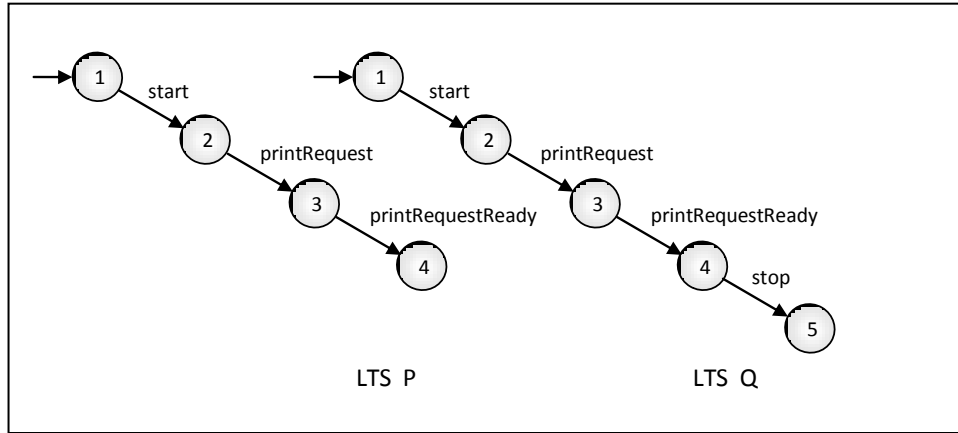 1 1
start start
2 2
printRequest printRequest
3 3
printRequestReady printRequestReady
4 4
stop
5
LTS P LTS Q